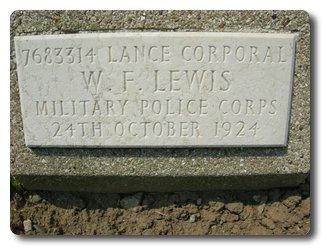 7683314 LANCE CORPORAL
W. F. LEWIS
MILITARY POLICE CORPS
24TH OCTOBER 1924